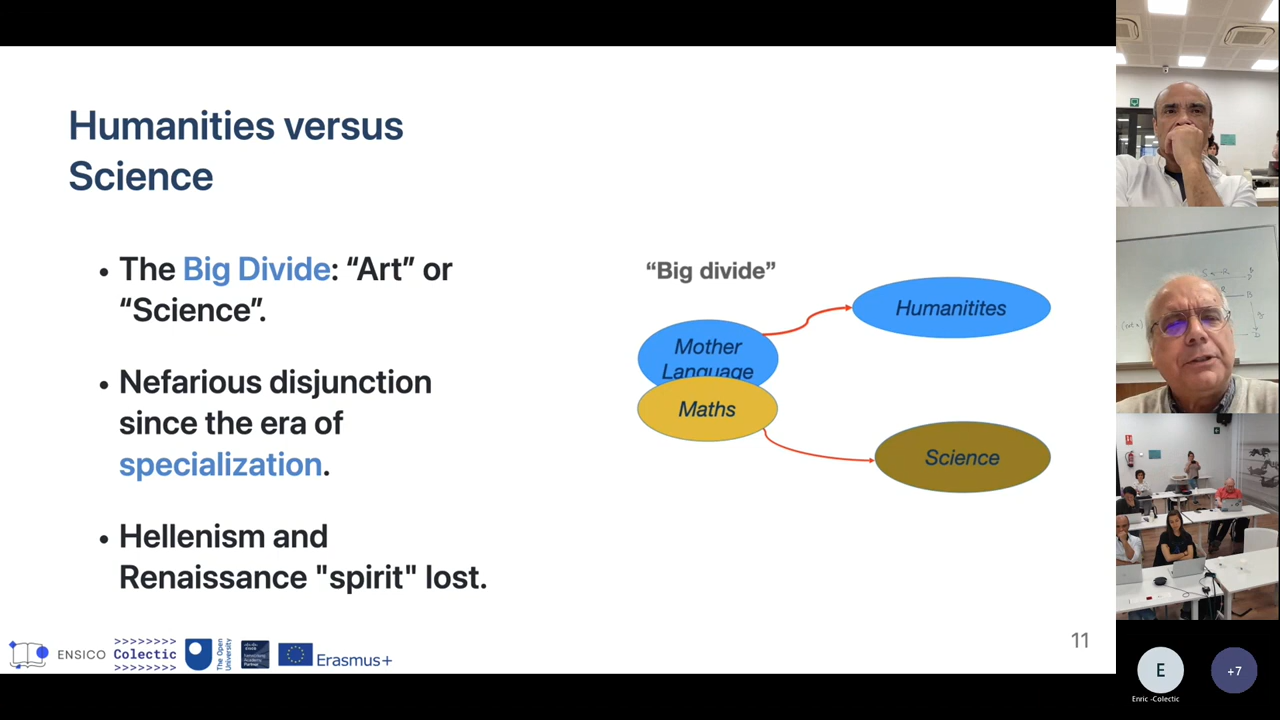 Humanities versus
Science
• The Big Divide: “Art” or
“Science”.
• Nefarious disjunction
since the era of
specialization.
• Hellenism and
Renaissance "spirit" lost.
“Big divide”
Humanitites
Mother
Language
Maths
Science
ENSICO
>>>>>>>>
Colectic
>>>>>>>>
The Open
University
Erasmus+
11
E
Enric -Colectic
+7